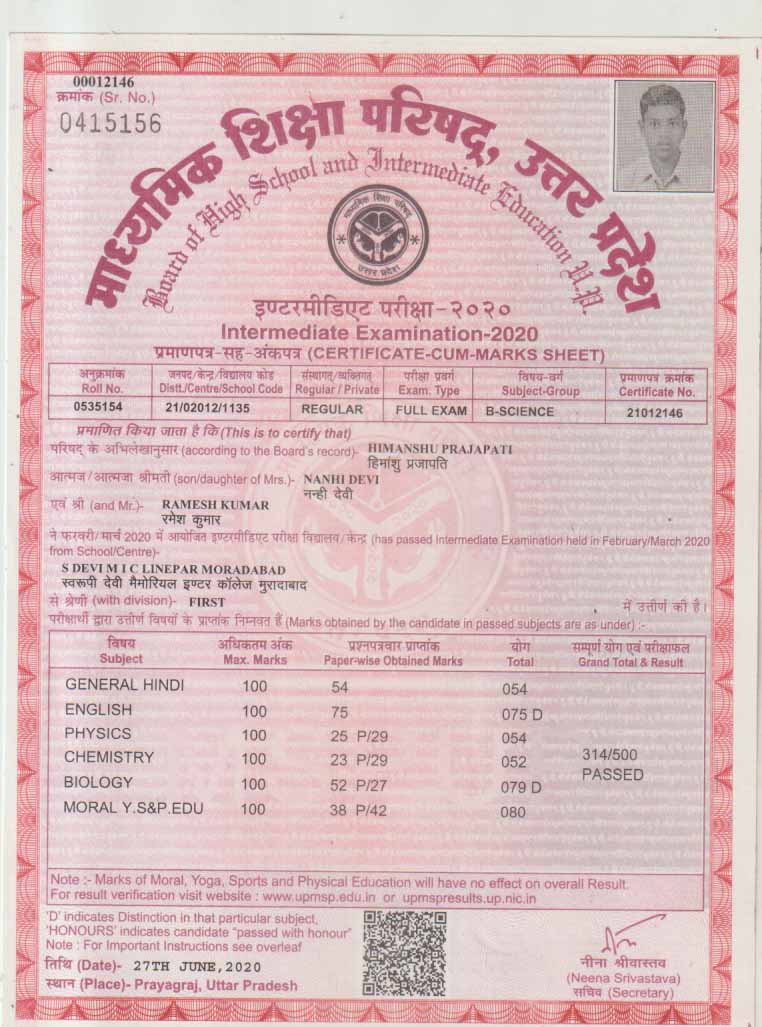 00012146
क्रमांक (Sr. No.)
0415156
माध्यमिक शिक्षा परिषद्, उत्तर प्रदेश
Board of High School and Intermediate Education U.P.
माध्यमिक शिक्षा परिषद्
उत्तर प्रदेश
इण्टरमीडिएट परीक्षा-२०२०
Intermediate Examination-2020
प्रमाणपत्र-सह-अंकपत्र (CERTIFICATE-CUM-MARKS SHEET)
अनुक्रमांक जनपद/केन्द्र/विद्यालय कोड संस्थागत/व्यक्तिगत परीक्षा प्रवर्ग विषय-वर्ग प्रमाणपत्र क्रमांक
Roll No. Distt./Centre/School Code Regular / Private Exam. Type Subject-Group Certificate No.
0535154 21/02012/1135 REGULAR FULL EXAM B-SCIENCE 21012146
प्रमाणित किया जाता है कि (This is to certify that)
परिषद् के अभिलेखानुसार (according to the Board's record)- HIMANSHU PRAJAPATI
हिमांशु प्रजापति
आत्मज/आत्मजा श्रीमती (son/daughter of Mrs.)- NANHI DEVI
नन्ही देवी
एवं श्री (and Mr.)- RAMESH KUMAR
रमेश कुमार
ने फरवरी/मार्च 2020 में आयोजित इण्टरमीडिएट परीक्षा विद्यालय/केन्द्र (has passed Intermediate Examination held in February/March 2020
from School/Centre)-
S DEVI M I C LINEPAR MORADABAD
स्वरूपी देवी मैमोरियल इण्टर कॉलेज मुरादाबाद
से श्रेणी (with division)- FIRST में उत्तीर्ण की है।
परीक्षार्थी द्वारा उत्तीर्ण विषयों के प्राप्तांक निम्नवत हैं (Marks obtained by the candidate in passed subjects are as under) :-
विषय अधिकतम अंक प्रश्नपत्रवार प्राप्तांक योग सम्पूर्ण योग एवं परीक्षाफल
Subject Max. Marks Paper-wise Obtained Marks Total Grand Total & Result
GENERAL HINDI 100 54 054
ENGLISH 100 75 075 D
PHYSICS 100 25 P/29 054
CHEMISTRY 100 23 P/29 052 314/500
PASSED
BIOLOGY 100 52 P/27 079 D
MORAL Y.S&P.EDU 100 38 P/42 080
Note :- Marks of Moral, Yoga, Sports and Physical Education will have no effect on overall Result.
For result verification visit website : www.upmsp.edu.in or upmspresults.up.nic.in
'D' indicates Distinction in that particular subject,
'HONOURS' indicates candidate "passed with honour"
Note : For Important Instructions see overleaf
तिथि (Date)- 27TH JUNE,2020
स्थान (Place)- Prayagraj, Uttar Pradesh
नीना श्रीवास्तव
(Neena Srivastava)
सचिव (Secretary)